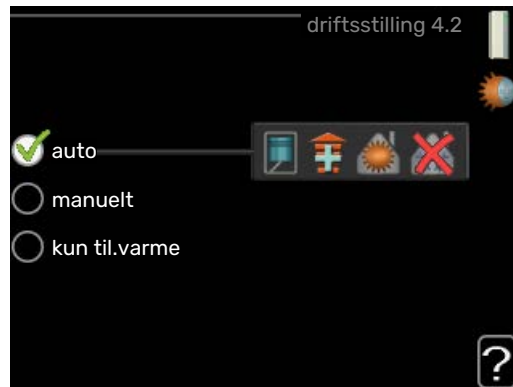 driftsstilling 4.2
auto
manuelt
kun til.varme
?